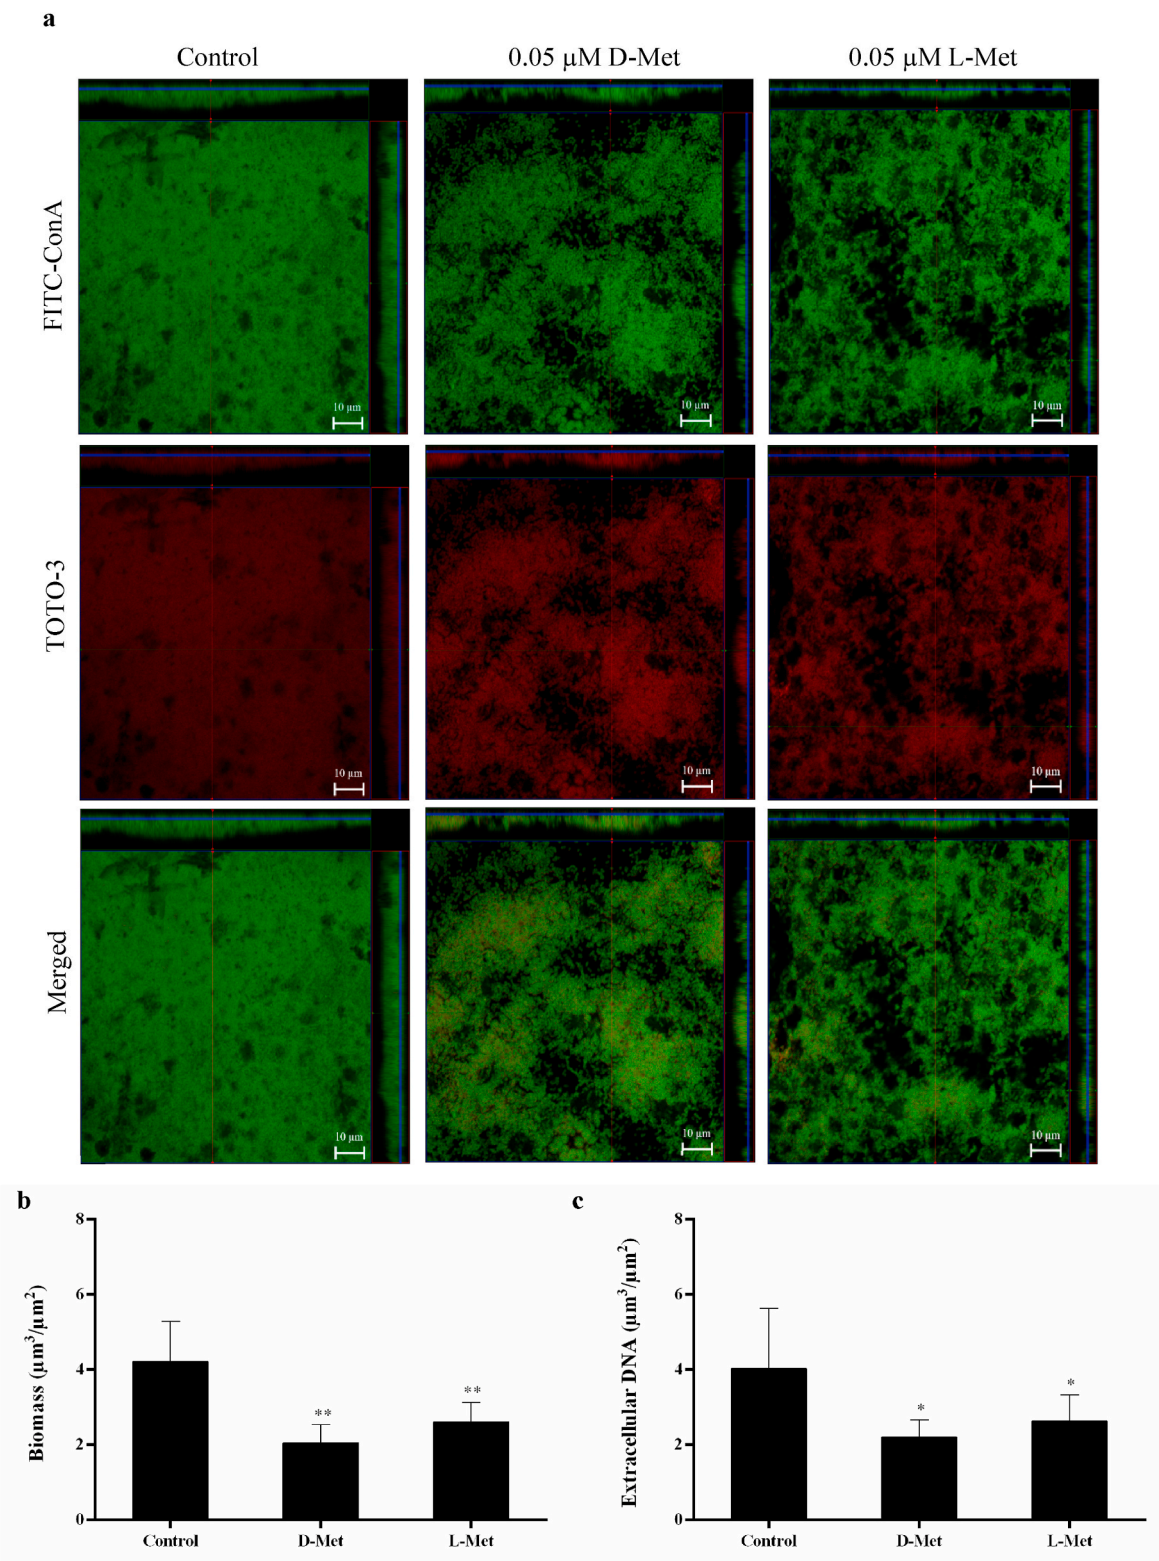 a
Control
0.05 µM D-Met
0.05 µM L-Met
FITC-ConA
10 µm
10 µm
10 µm
TOTO-3
10 µm
10 µm
10 µm
Merged
10 µm
10 µm
10 µm
b
Biomass (µm³/µm²)
8
6
4
2
0
**
**
Control
D-Met
L-Met
c
Extracellular DNA (µm³/µm²)
8
6
4
2
0
*
*
Control
D-Met
L-Met